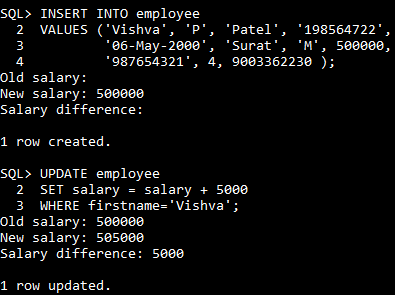 SQL> INSERT INTO employee
2 VALUES ('Vishva', 'P', 'Patel', '198564722',
3 '06-May-2000', 'Surat', 'M', 500000,
4 '987654321', 4, 9003362230 );
Old salary:
New salary: 500000
Salary difference:
1 row created.
SQL> UPDATE employee
2 SET salary = salary + 5000
3 WHERE firstname='Vishva';
Old salary: 500000
New salary: 505000
Salary difference: 5000
1 row updated.